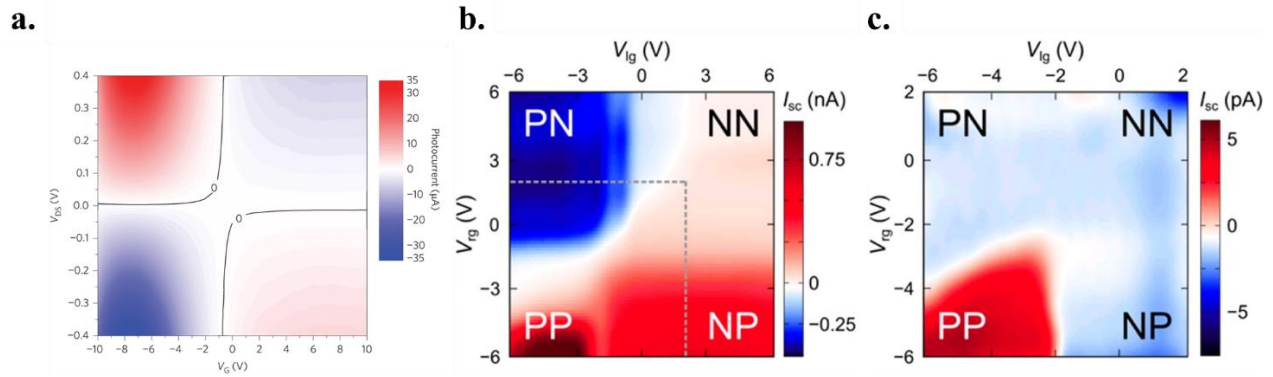 a.
0.4
0.3
0.2
0.1
0.0
-0.1
-0.2
-0.3
-0.4
V_DS (V)
-10 -8 -6 -4 -2 0 2 4 6 8 10
V_G (V)
0
0
35
30
20
10
0
-10
-20
-30
-35
Photocurrent (μA)
b.
V_lg (V)
-6 -3 0 3 6
6
3
0
-3
-6
V_rg (V)
PN NN
PP NP
I_sc (nA)
0.75
0
-0.25
c.
V_lg (V)
-6 -4 -2 0 2
2
0
-2
-4
-6
V_rg (V)
PN NN
PP NP
I_sc (pA)
5
0
-5